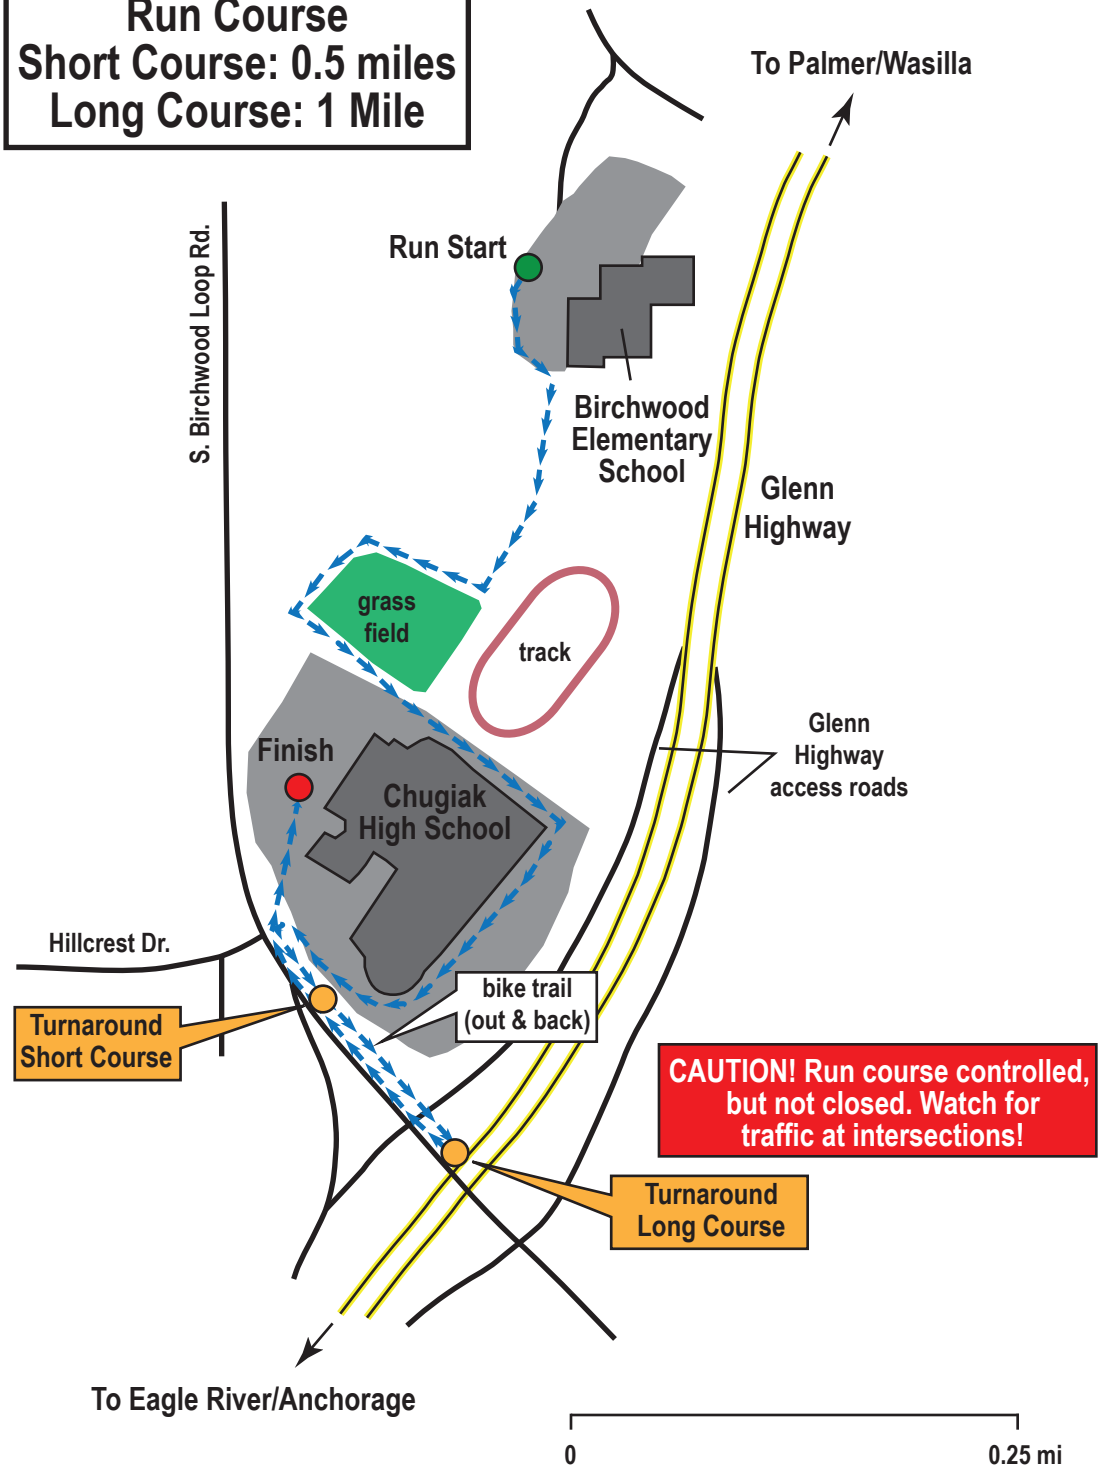 Run Course
Short Course: 0.5 miles
Long Course: 1 Mile
To Palmer/Wasilla
Run Start
S. Birchwood Loop Rd.
Birchwood
Elementary
School
Glenn
Highway
grass
field
track
Glenn
Highway
access roads
Finish
Chugiak
High School
Hillcrest Dr.
bike trail
(out & back)
Turnaround
Short Course
CAUTION! Run course controlled,
but not closed. Watch for
traffic at intersections!
Turnaround
Long Course
To Eagle River/Anchorage
0
0.25 mi